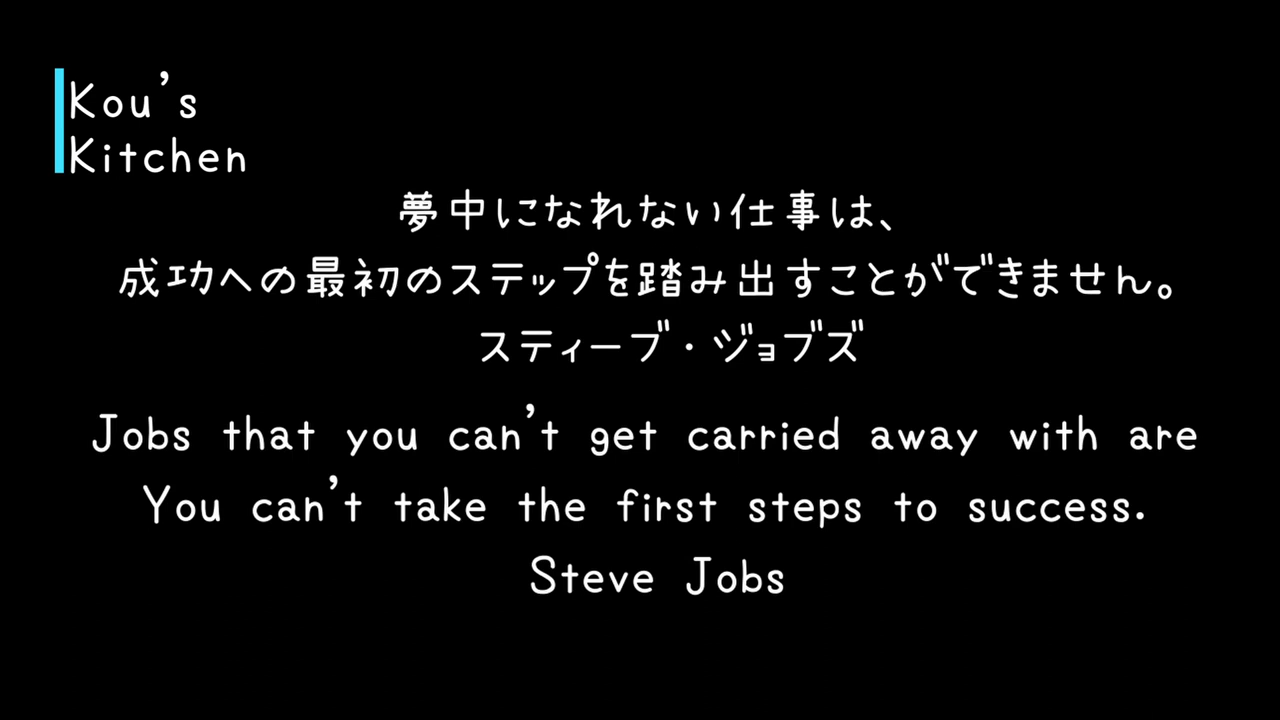 Kou's
Kitchen
夢中になれない仕事は、
成功への最初のステップを踏み出すことができません。
スティーブ・ジョブズ
Jobs that you can't get carried away with are
You can't take the first steps to success.
Steve Jobs